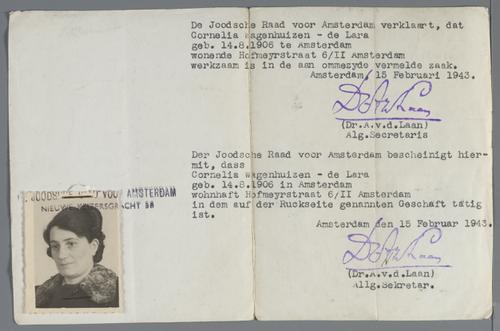 De Joodsche Raad voor Amsterdam verklaart, dat
Cornelia Wagenhuizen - de Lara
geb. 14.8.1906 te Amsterdam
wonende Hofmeyrstraat 6/II Amsterdam
werkzaam is in de aan ommezyde vermelde zaak.
Amsterdam, 15 Februari 1943.
(Dr.A.v.d.Laan)
Alg.Secretaris
Der Joodsche Raad voor Amsterdam bescheinigt hier-
mit, dass
Cornelia Wagenhuizen - de Lara
geb. 14.8.1906 in Amsterdam
wohnhaft Hofmeyrstraat 6/II Amsterdam
in dem auf der Ruckseite genannten Geschaft tätig
ist.
Amsterdam den 15 Februar 1943.
(Dr.A.v.d.Laan)
Allg.Sekretar.
JOODSCHE RAAD VOOR AMSTERDAM
NIEUWE KEIZERSGRACHT 58